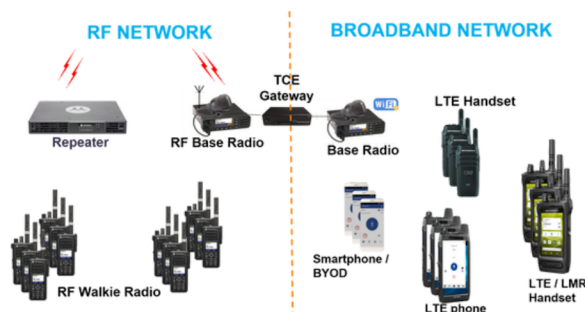 RF NETWORK
BROADBAND NETWORK
TCE
Gateway
WiFi
LTE Handset
Repeater
RF Base Radio
Base Radio
Smartphone /
BYOD
RF Walkie Radio
LTE phone
LTE / LMR
Handset